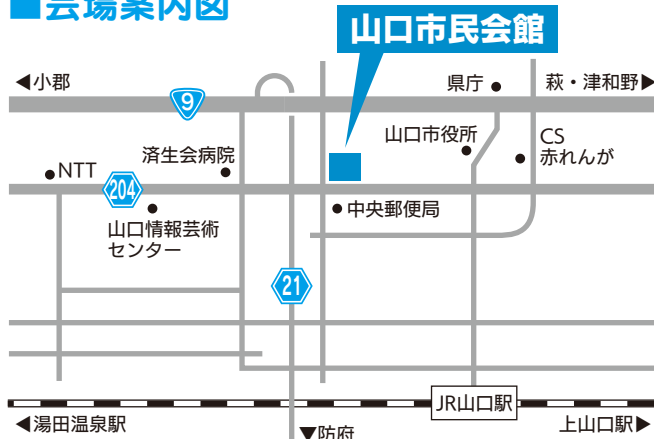 ■会場案内図
山口市民会館
◀小郡
県庁
萩・津和野▶
9
山口市役所
CS
赤れんが
済生会病院
NTT
204
山口情報芸術
センター
中央郵便局
21
JR山口駅
◀湯田温泉駅
▼防府
上山口駅▶